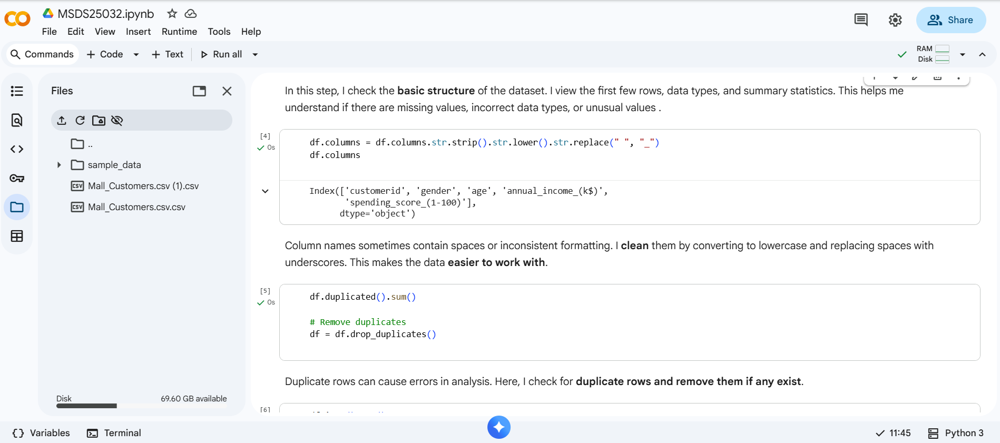 MSDS25032.ipynb
File Edit View Insert Runtime Tools Help
Share
Commands + Code + Text Run all
RAM
Disk
Files
..
sample_data
Mall_Customers.csv (1).csv
Mall_Customers.csv.csv
Disk 69.60 GB available
In this step, I check the basic structure of the dataset. I view the first few rows, data types, and summary statistics. This helps me
understand if there are missing values, incorrect data types, or unusual values .
[4]
0s
df.columns = df.columns.str.strip().str.lower().str.replace(" ", "_")
df.columns
Index(['customerid', 'gender', 'age', 'annual_income_(k$)',
'spending_score_(1-100)'],
dtype='object')
Column names sometimes contain spaces or inconsistent formatting. I clean them by converting to lowercase and replacing spaces with
underscores. This makes the data easier to work with.
[5]
0s
df.duplicated().sum()
# Remove duplicates
df = df.drop_duplicates()
Duplicate rows can cause errors in analysis. Here, I check for duplicate rows and remove them if any exist.
[6]
Variables Terminal
11:45 Python 3